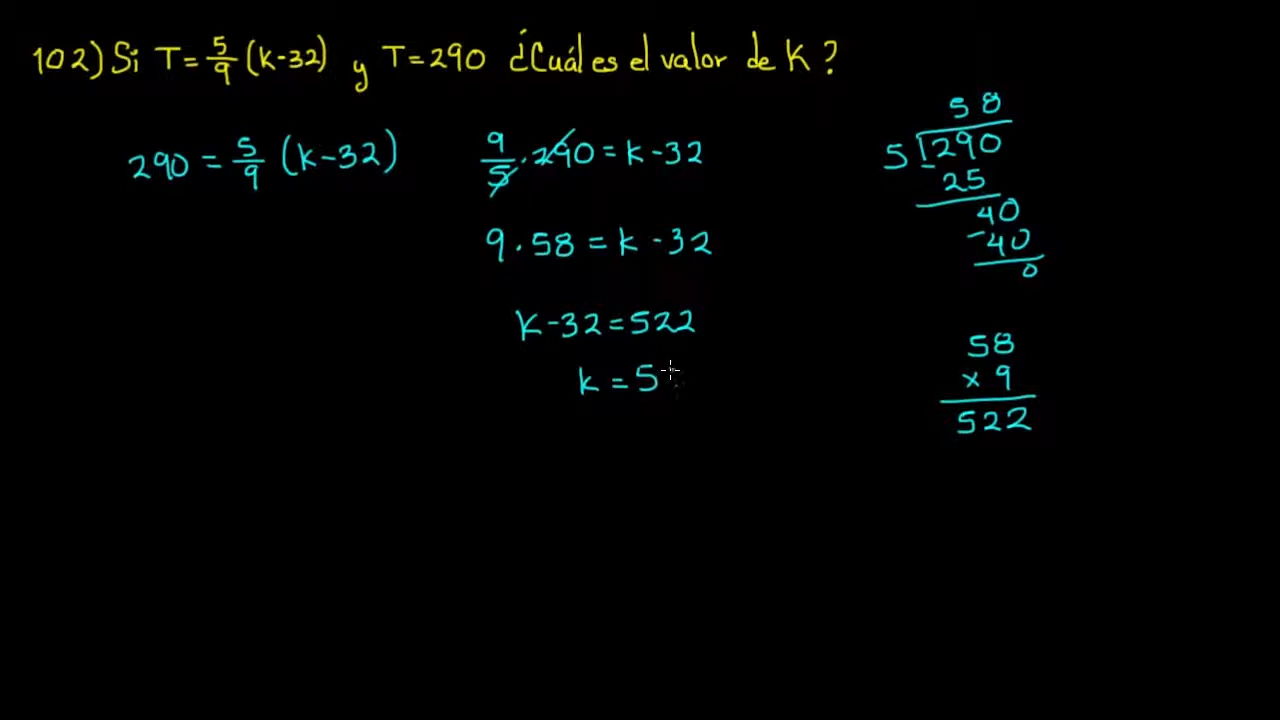 102) Si T = 5/9 (k-32) y T = 290 ¿Cuál es el valor de K?
290 = 5/9 (k-32)
9/5 · 290 = k-32
9 · 58 = k-32
k-32 = 522
k = 5
58
5 290
- 25
40
- 40
0
58
x 9
522